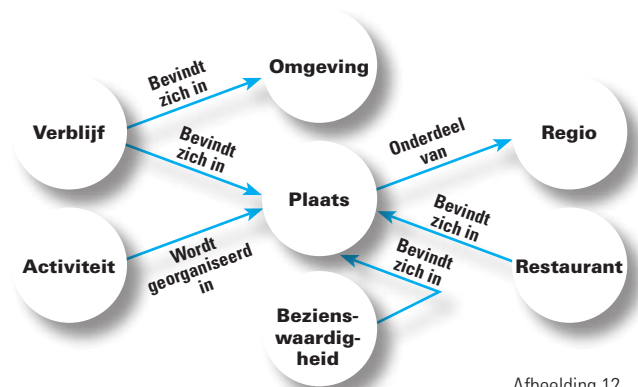 Bevindt
zich in
Omgeving
Verblijf
Bevindt
zich in
Onderdeel
van
Regio
Plaats
Bevindt
zich in
Activiteit
Wordt
georganiseerd
in
Bevindt
zich in
Restaurant
Beziens-
waardig-
heid
Afbeelding 12